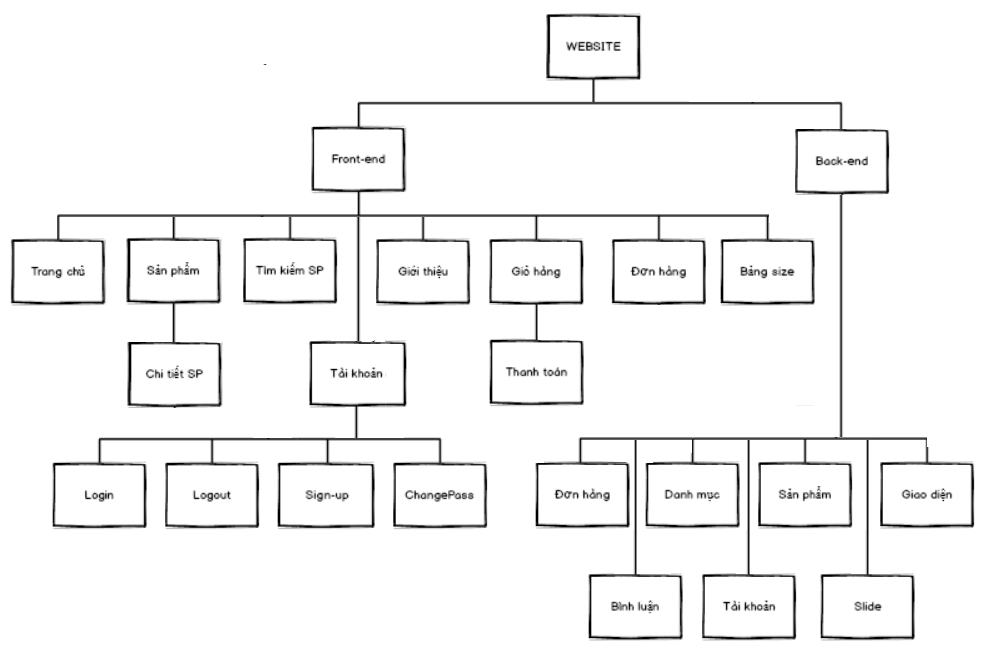 WEBSITE
Front-end
Back-end
Trang chủ
Sản phẩm
Tìm kiếm SP
Giới thiệu
Giỏ hàng
Đơn hàng
Bảng size
Chi tiết SP
Tài khoản
Thanh toán
Login
Logout
Sign-up
ChangePass
Đơn hàng
Danh mục
Sản phẩm
Giao diện
Bình luận
Tài khoản
Slide